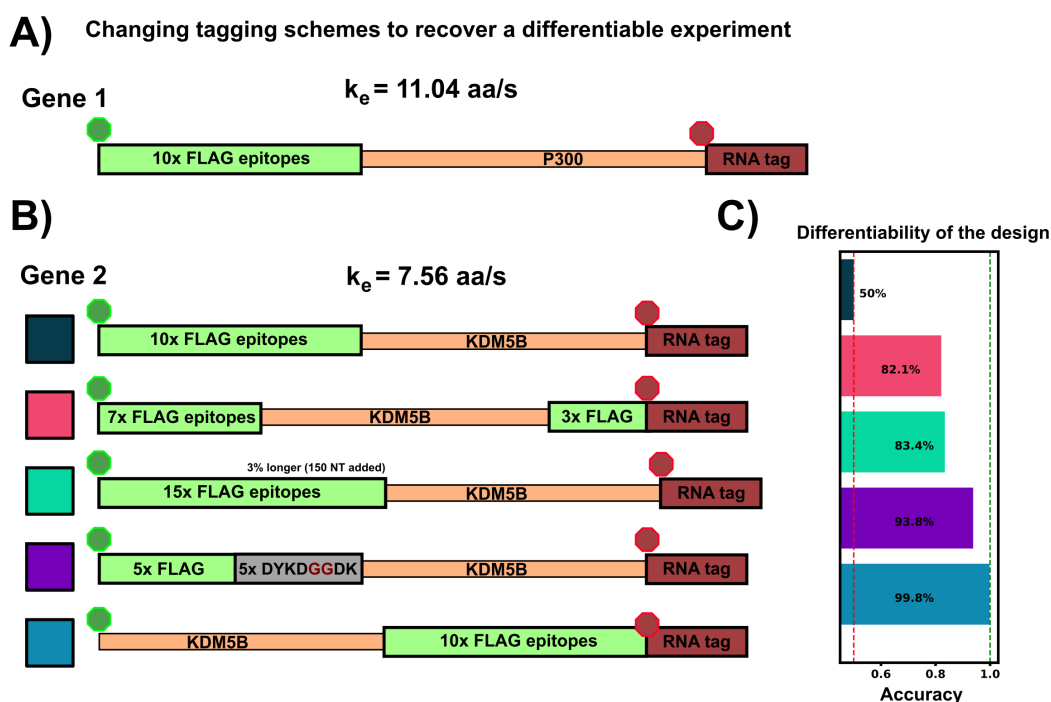 A) Changing tagging schemes to recover a differentiable experiment
Gene 1
ke = 11.04 aa/s
10x FLAG epitopes P300 RNA tag
B)
Gene 2
ke = 7.56 aa/s
10x FLAG epitopes KDM5B RNA tag
7x FLAG epitopes KDM5B 3x FLAG RNA tag
3% longer (150 NT added)
15x FLAG epitopes KDM5B RNA tag
5x FLAG 5x DYKDGGDK KDM5B RNA tag
KDM5B 10x FLAG epitopes RNA tag
C)
Differentiability of the design
50%
82.1%
83.4%
93.8%
99.8%
0.6 0.8 1.0
Accuracy